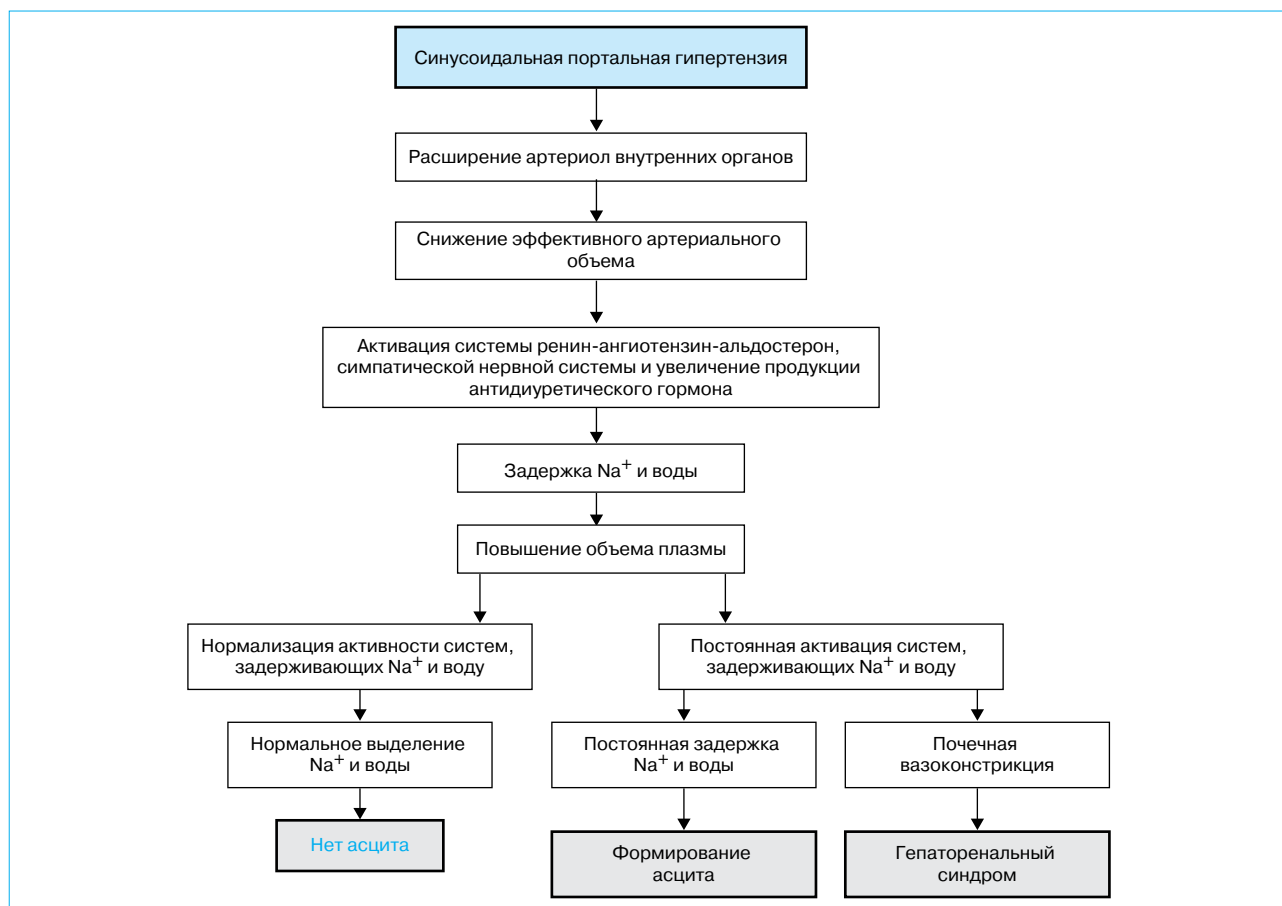 Синусоидальная портальная гипертензия
Расширение артериол внутренних органов
Снижение эффективного артериального
объема
Активация системы ренин-ангиотензин-альдостерон,
симпатической нервной системы и увеличение продукции
антидиуретического гормона
Задержка Na⁺ и воды
Повышение объема плазмы
Нормализация активности систем,
задерживающих Na⁺ и воду
Постоянная активация систем,
задерживающих Na⁺ и воду
Нормальное выделение
Na⁺ и воды
Постоянная задержка
Na⁺ и воды
Почечная
вазоконстрикция
Нет асцита
Формирование
асцита
Гепаторенальный
синдром